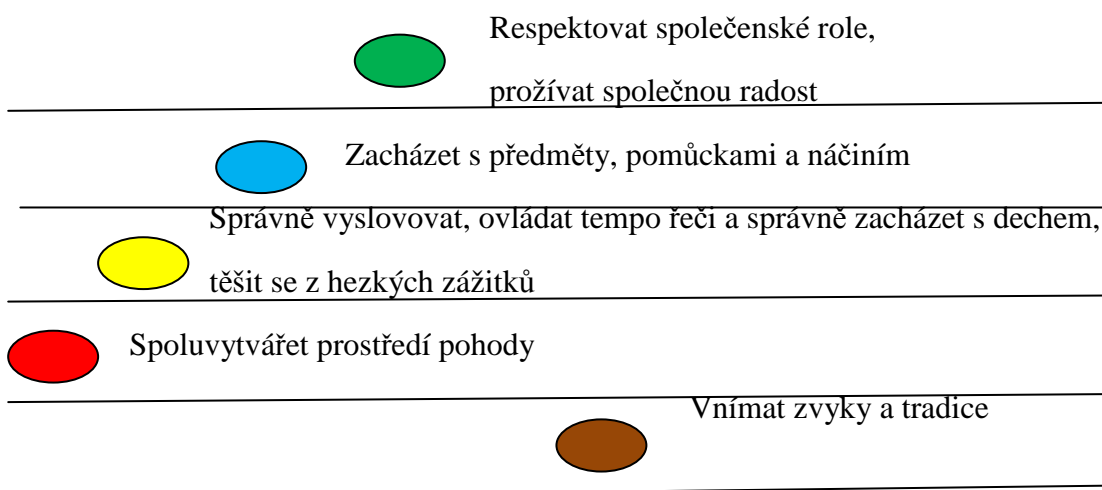 Respektovat společenské role,
prožívat společnou radost
Zacházet s předměty, pomůckami a náčiním
Správně vyslovovat, ovládat tempo řeči a správně zacházet s dechem,
těšit se z hezkých zážitků
Spoluvytvářet prostředí pohody
Vnímat zvyky a tradice